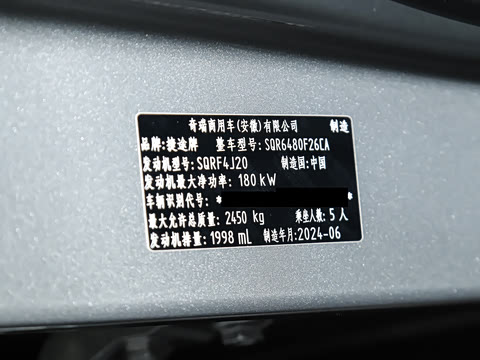 奇瑞商用车(安徽)有限公司 制造
品牌:捷途牌 整车型号:SQR6480F26CA
发动机型号:SQRF4J20 制造国:中国
发动机最大净功率: 180 kW
车辆识别代号: * *
最大允许总质量: 2450 kg 乘坐人数: 5 人
发动机排量: 1998 mL 制造年月:2024-06